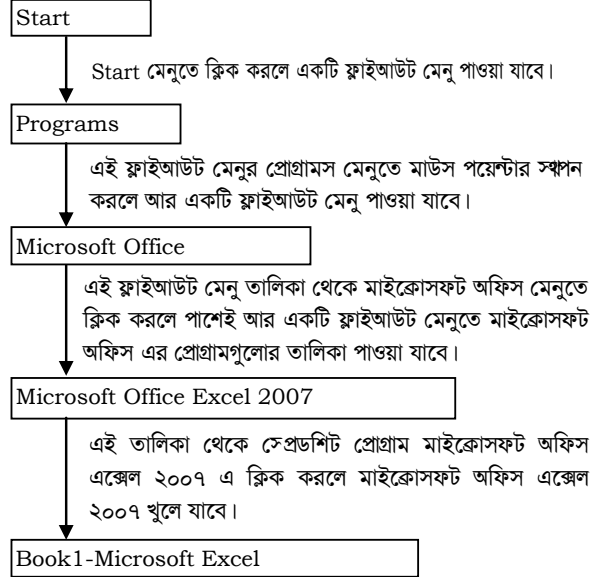 Start
Start মেনুতে ক্লিক করলে একটি ফ্লাইআউট মেনু পাওয়া যাবে।
Programs
এই ফ্লাইআউট মেনুর প্রোগ্রামস মেনুতে মাউস পয়েন্টার স্থাপন
করলে আর একটি ফ্লাইআউট মেনু পাওয়া যাবে।
Microsoft Office
এই ফ্লাইআউট মেনু তালিকা থেকে মাইক্রোসফট অফিস মেনুতে
ক্লিক করলে পাশেই আর একটি ফ্লাইআউট মেনুতে মাইক্রোসফট
অফিস এর প্রোগ্রামগুলোর তালিকা পাওয়া যাবে।
Microsoft Office Excel 2007
এই তালিকা থেকে স্প্রেডশিট প্রোগ্রাম মাইক্রোসফট অফিস
এক্সেল ২০০৭ এ ক্লিক করলে মাইক্রোসফট অফিস এক্সেল
২০০৭ খুলে যাবে।
Book1-Microsoft Excel